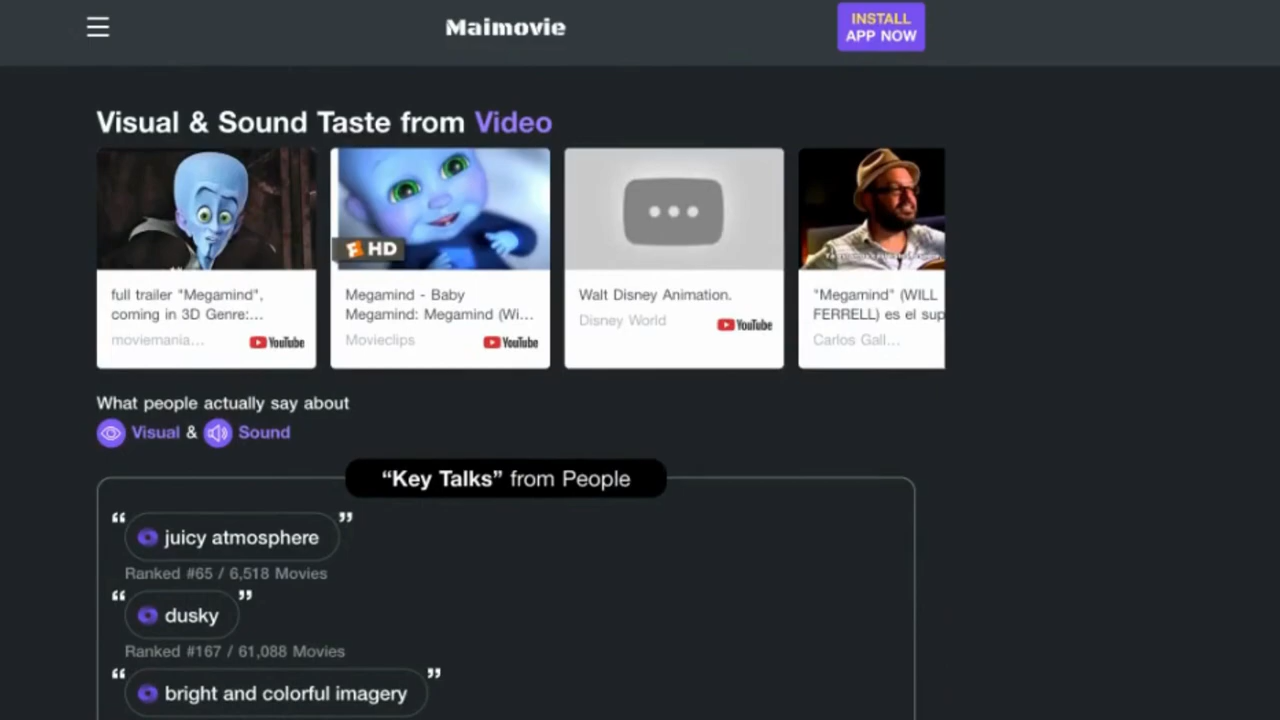 Maimovie
INSTALL
APP NOW
Visual & Sound Taste from Video
HD
full trailer "Megamind",
coming in 3D Genre:...
moviemania...
YouTube
Megamind - Baby
Megamind: Megamind (Wi...
Movieclips
YouTube
Walt Disney Animation.
Disney World
YouTube
"Megamind" (WILL
FERRELL) es el sup
Carlos Gall...
What people actually say about
Visual & Sound
“Key Talks” from People
“ juicy atmosphere ”
Ranked #65 / 6,518 Movies
“ dusky ”
Ranked #167 / 61,088 Movies
“ bright and colorful imagery ”